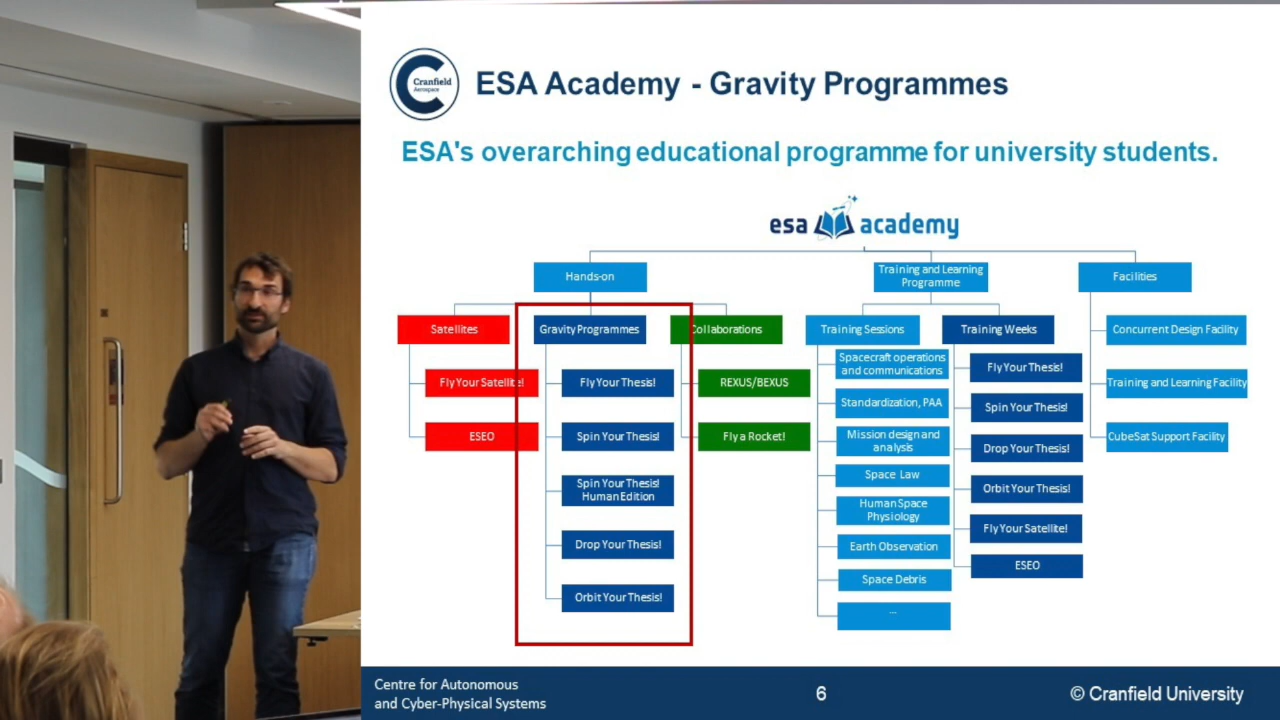 Cranfield
Aerospace
ESA Academy - Gravity Programmes
ESA's overarching educational programme for university students.
esa academy
Hands-on
Training and Learning
Programme
Facilities
Satellites
Gravity Programmes
Collaborations
Training Sessions
Training Weeks
Concurrent Design Facility
Fly Your Satellite!
Fly Your Thesis!
REXUS/BEXUS
Spacecraft operations
and communications
Fly Your Thesis!
Training and Learning Facility
ESEO
Spin Your Thesis!
Fly a Rocket!
Standardization, PAA
Spin Your Thesis!
CubeSat Support Facility
Spin Your Thesis!
Human Edition
Mission design and
analysis
Drop Your Thesis!
Drop Your Thesis!
Space Law
Orbit Your Thesis!
Orbit Your Thesis!
Human Space
Physiology
Fly Your Satellite!
Earth Observation
ESEO
Space Debris
...
Centre for Autonomous
and Cyber-Physical Systems
6
© Cranfield University